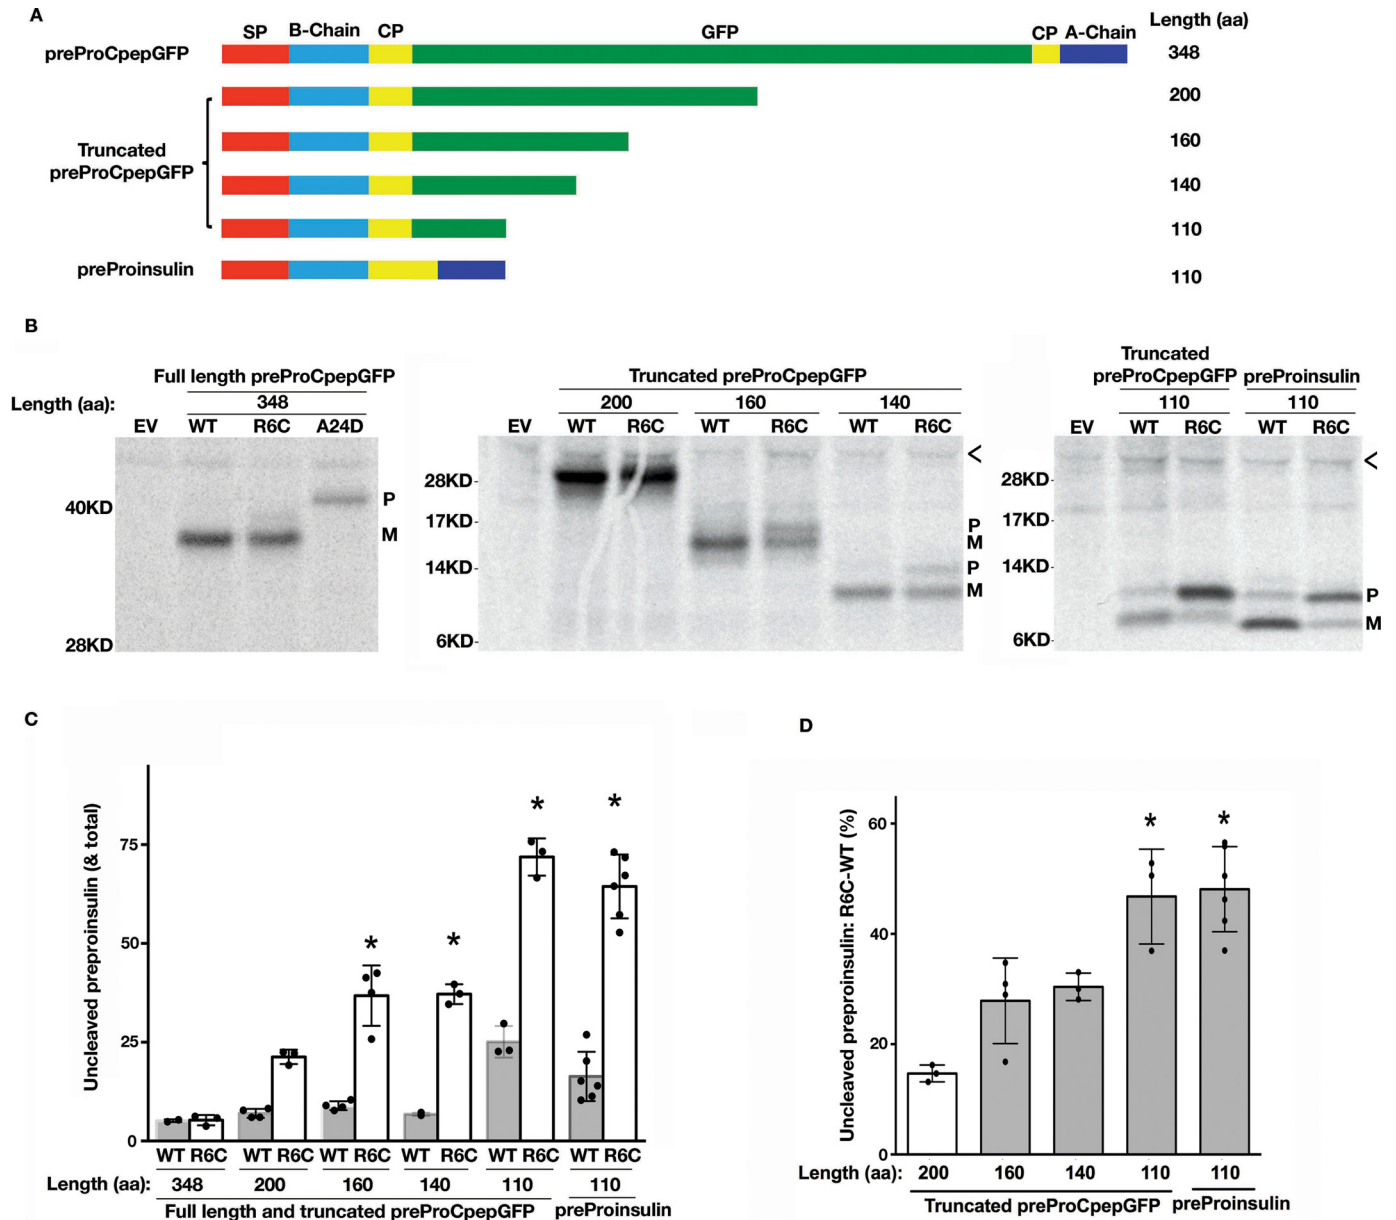 A
SP B-Chain CP GFP CP A-Chain Length (aa)
preProCpepGFP 348
200
160
Truncated
preProCpepGFP
140
110
preProinsulin 110
B
Full length preProCpepGFP
Length (aa): 348
EV WT R6C A24D
40KD
28KD
P
M
Truncated preProCpepGFP
200 160 140
EV WT R6C WT R6C WT R6C
<
28KD
17KD
14KD
6KD
P
M
P
M
Truncated
preProCpepGFP preProinsulin
110 110
EV WT R6C WT R6C
<
28KD
17KD
14KD
6KD
P
M
C
Uncleaved preproinsulin (& total)
75
50
25
0
* * * *
WT R6C WT R6C WT R6C WT R6C WT R6C WT R6C
Length (aa): 348 200 160 140 110 110
Full length and truncated preProCpepGFP preProinsulin
D
Uncleaved preproinsulin: R6C-WT (%)
60
40
20
0
* *
Length (aa): 200 160 140 110 110
Truncated preProCpepGFP preProinsulin